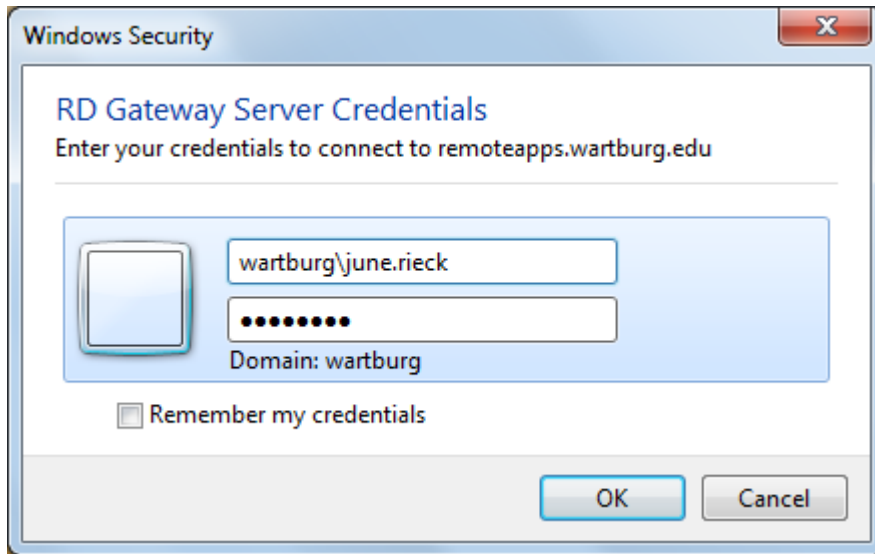 Windows Security
RD Gateway Server Credentials
Enter your credentials to connect to remoteapps.wartburg.edu
wartburg\june.rieck
●●●●●●●●
Domain: wartburg
Remember my credentials
OK
Cancel